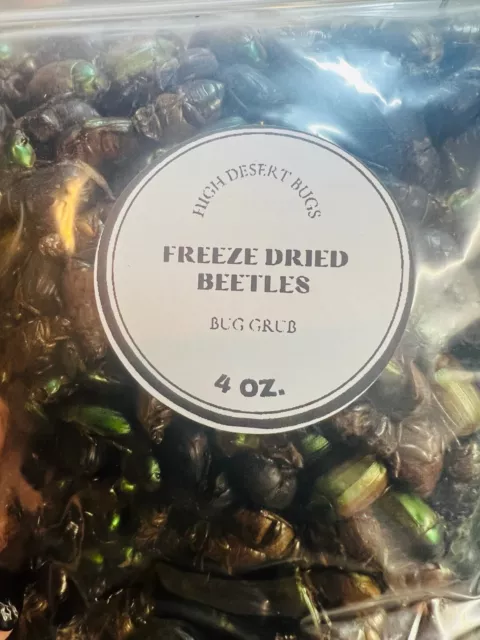 HIGH DESERT BUGS
FREEZE DRIED
BEETLES
BUG GRUB
4 OZ.